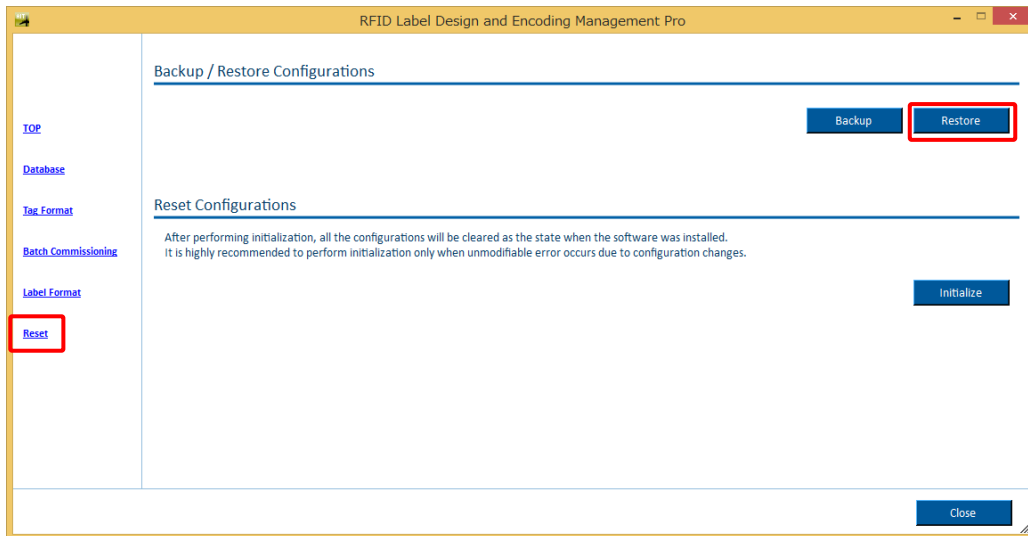 RFID Label Design and Encoding Management Pro
Backup / Restore Configurations
Backup
Restore
TOP
Database
Tag Format
Batch Commissioning
Label Format
Reset
Reset Configurations
After performing initialization, all the configurations will be cleared as the state when the software was installed.
It is highly recommended to perform initialization only when unmodifiable error occurs due to configuration changes.
Initialize
Close